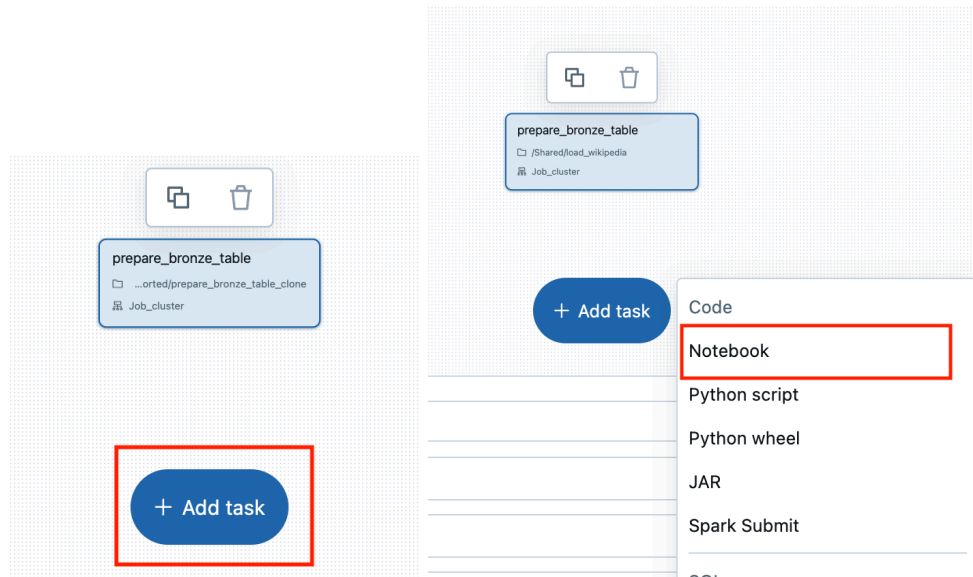 prepare_bronze_table
...orted/prepare_bronze_table_clone
Job_cluster
+ Add task
prepare_bronze_table
/Shared/load_wikipedia
Job_cluster
+ Add task
Code
Notebook
Python script
Python wheel
JAR
Spark Submit